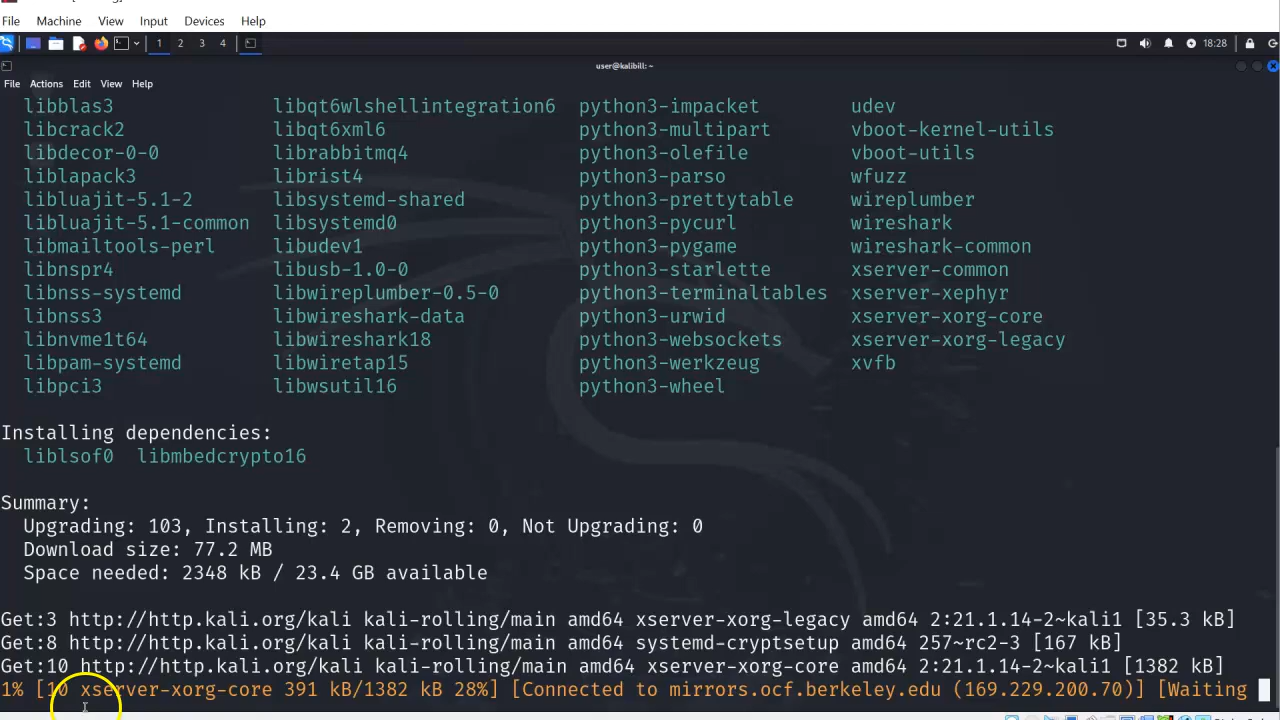 File Machine View Input Devices Help
1 2 3 4 18:28
user@kalibill: ~
File Actions Edit View Help
libblas3 libqt6wlshellintegration6 python3-impacket udev
libcrack2 libqt6xml6 python3-multipart vboot-kernel-utils
libdecor-0-0 librabbitmq4 python3-olefile vboot-utils
liblapack3 librist4 python3-parso wfuzz
libluajit-5.1-2 libsystemd-shared python3-prettytable wireplumber
libluajit-5.1-common libsystemd0 python3-pycurl wireshark
libmailtools-perl libudev1 python3-pygame wireshark-common
libnspr4 libusb-1.0-0 python3-starlette xserver-common
libnss-systemd libwireplumber-0.5-0 python3-terminaltables xserver-xephyr
libnss3 libwireshark-data python3-urwid xserver-xorg-core
libnvme1t64 libwireshark18 python3-websockets xserver-xorg-legacy
libpam-systemd libwiretap15 python3-werkzeug xvfb
libpci3 libwsutil16 python3-wheel
Installing dependencies:
liblsof0 libmbedcrypto16
Summary:
Upgrading: 103, Installing: 2, Removing: 0, Not Upgrading: 0
Download size: 77.2 MB
Space needed: 2348 kB / 23.4 GB available
Get:3 http://http.kali.org/kali kali-rolling/main amd64 xserver-xorg-legacy amd64 2:21.1.14-2~kali1 [35.3 kB]
Get:8 http://http.kali.org/kali kali-rolling/main amd64 systemd-cryptsetup amd64 257~rc2-3 [167 kB]
Get:10 http://http.kali.org/kali kali-rolling/main amd64 xserver-xorg-core amd64 2:21.1.14-2~kali1 [1382 kB]
1% [10 xserver-xorg-core 391 kB/1382 kB 28%] [Connected to mirrors.ocf.berkeley.edu (169.229.200.70)] [Waiting